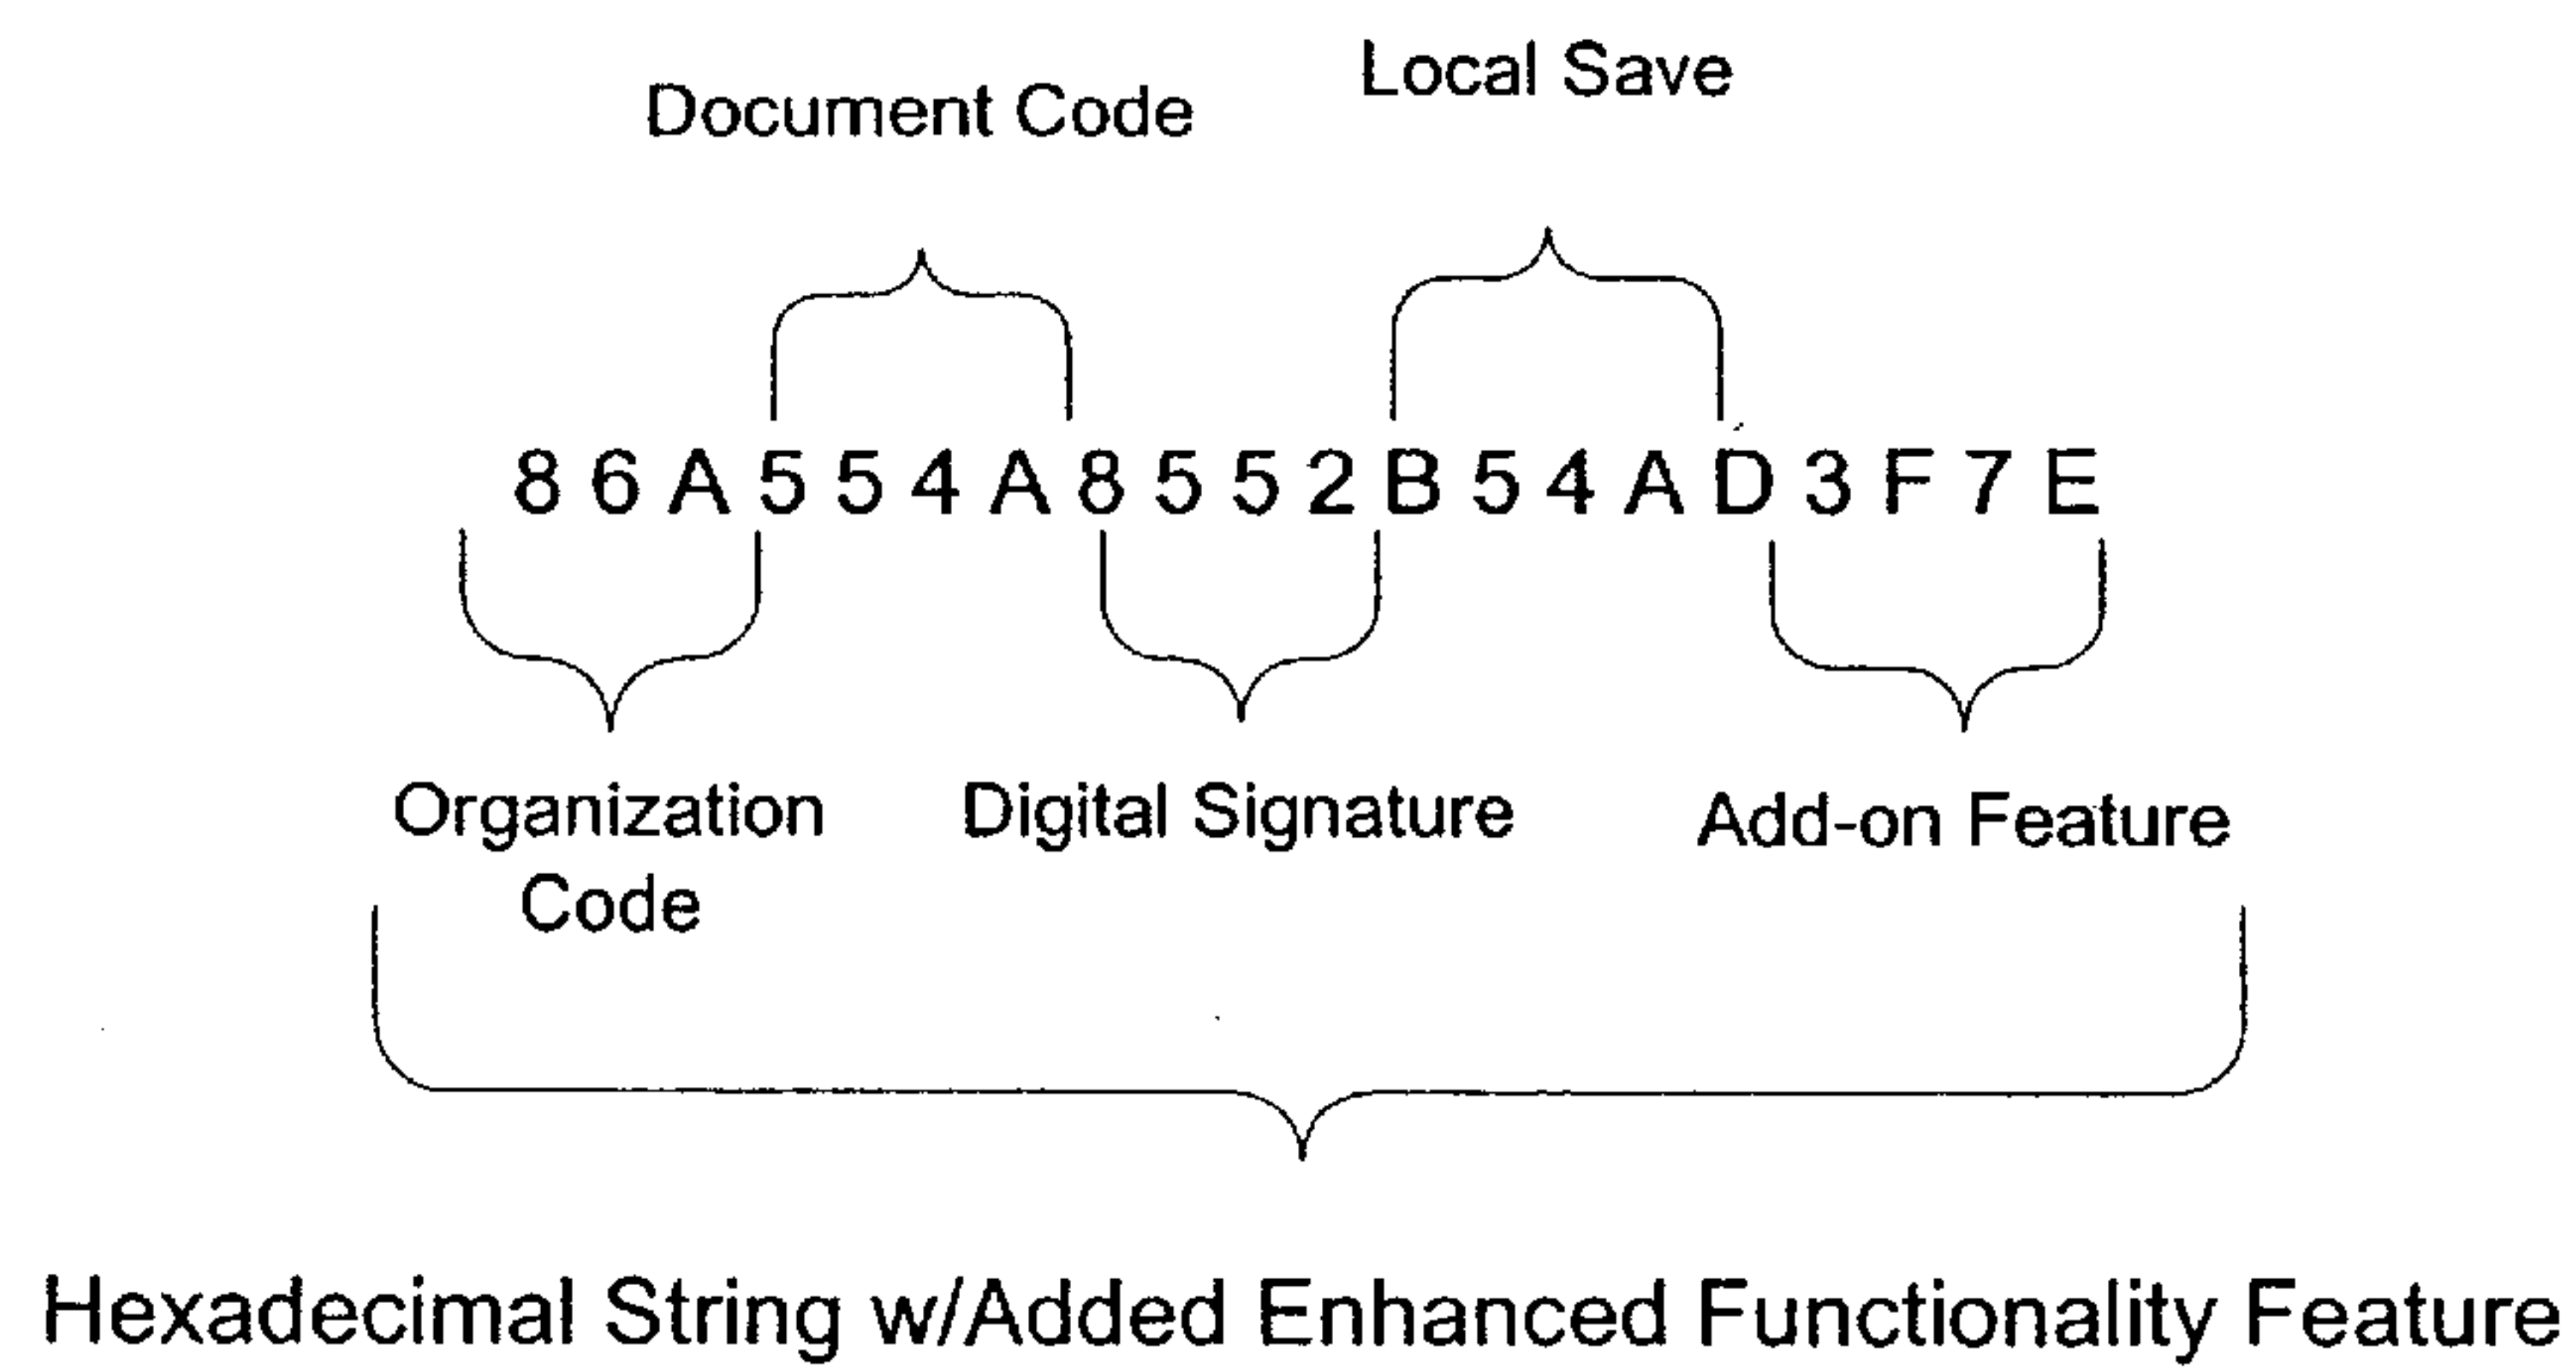 Local Save
Document Code
8 6 A 5 5 4 A 8 5 5 2 B 5 4 A D 3 F 7 E
Organization
Code
Digital Signature
Add-on Feature
Hexadecimal String w/Added Enhanced Functionality Feature